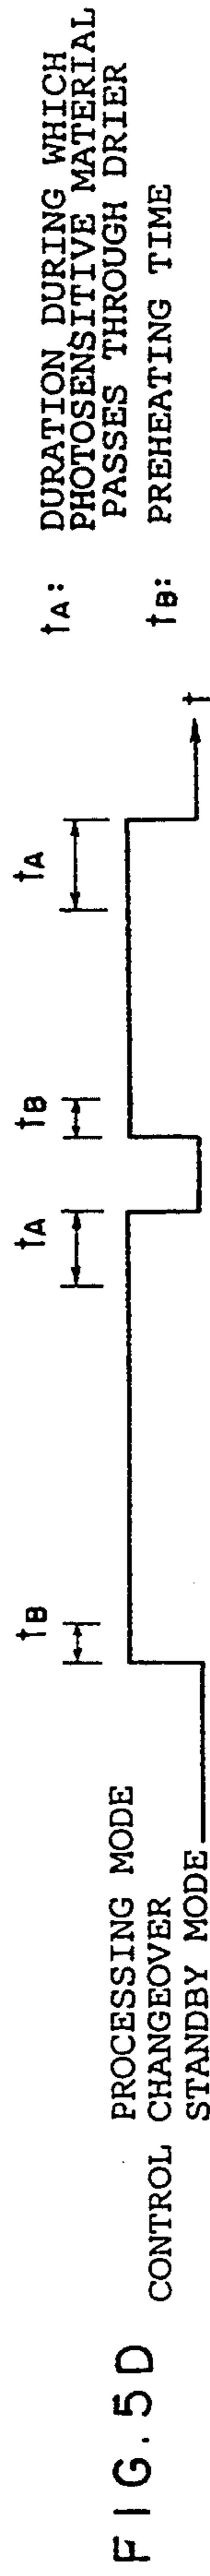 FIG. 5D
PROCESSING MODE
CONTROL CHANGEOVER
STANDBY MODE
tB
tA
tB
tA
t
tA: DURATION DURING WHICH
PHOTOSENSITIVE MATERIAL
PASSES THROUGH DRIER
tB: PREHEATING TIME